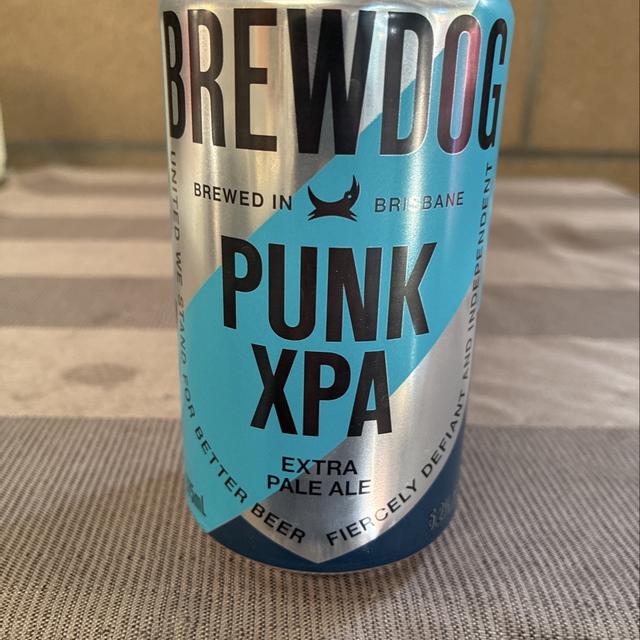 BREWDOG
BREWED IN BRISBANE
PUNK
XPA
EXTRA
PALE ALE
UNITED WE STAND FOR BETTER BEER
FIERCELY DEFIANT AND INDEPENDENT